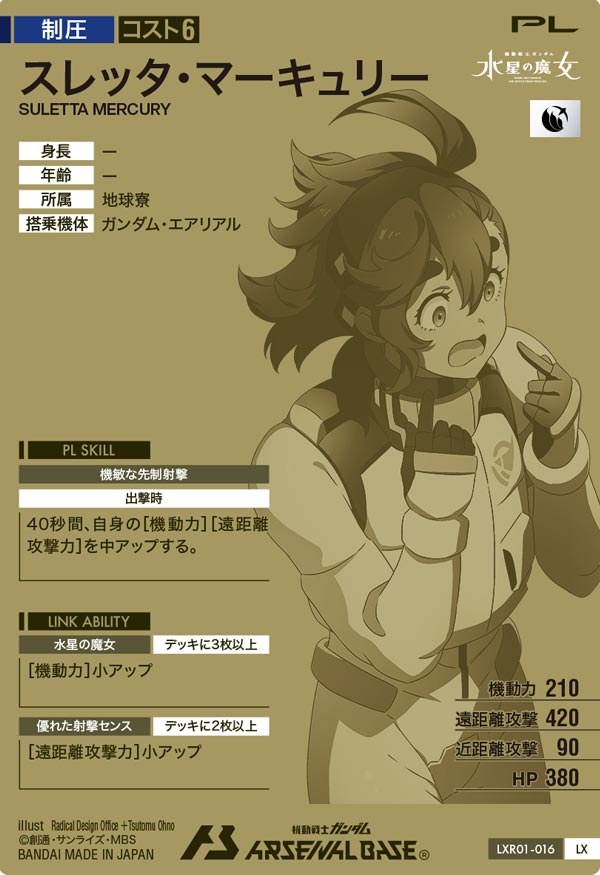 制圧 コスト6
PL
スレッタ・マーキュリー
SULETTA MERCURY
機動戦士ガンダム
水星の魔女
身長 ー
年齢 ー
所属 地球寮
搭乗機体 ガンダム・エアリアル
PL SKILL
機敏な先制射撃
出撃時
40秒間、自身の[機動力][遠距離
攻撃力]を中アップする。
LINK ABILITY
水星の魔女 デッキに3枚以上
[機動力]小アップ
優れた射撃センス デッキに2枚以上
[遠距離攻撃力]小アップ
機動力 210
遠距離攻撃 420
近距離攻撃 90
HP 380
illust Radical Design Office +Tsutomu Ohno
©創通・サンライズ・MBS
BANDAI MADE IN JAPAN
機動戦士ガンダム
ARSENAL BASE®
LXR01-016 LX